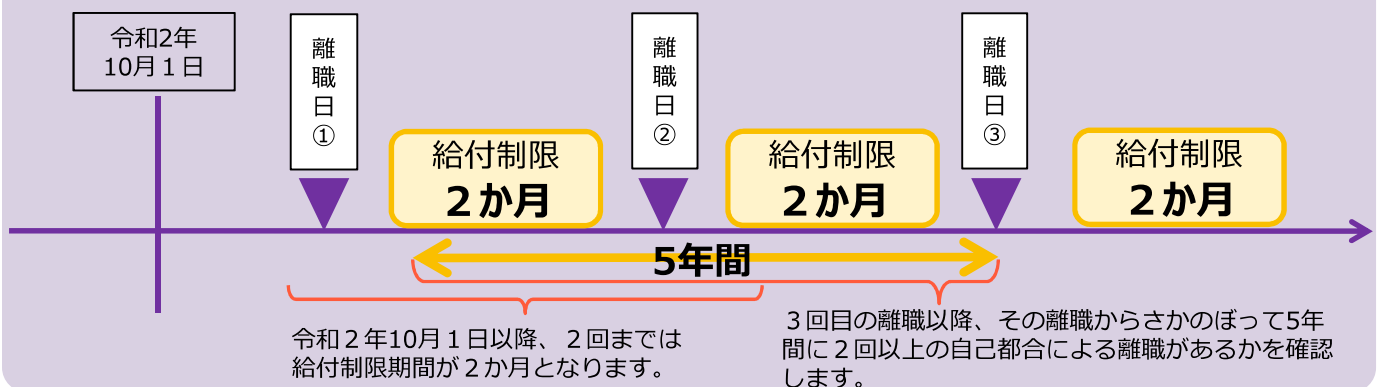 令和2年
10月１日
離職日①
離職日②
離職日③
給付制限
２か月
給付制限
２か月
給付制限
２か月
5年間
令和２年10月１日以降、２回までは
給付制限期間が２か月となります。
３回目の離職以降、その離職からさかのぼって5年
間に２回以上の自己都合による離職があるかを確認
します。